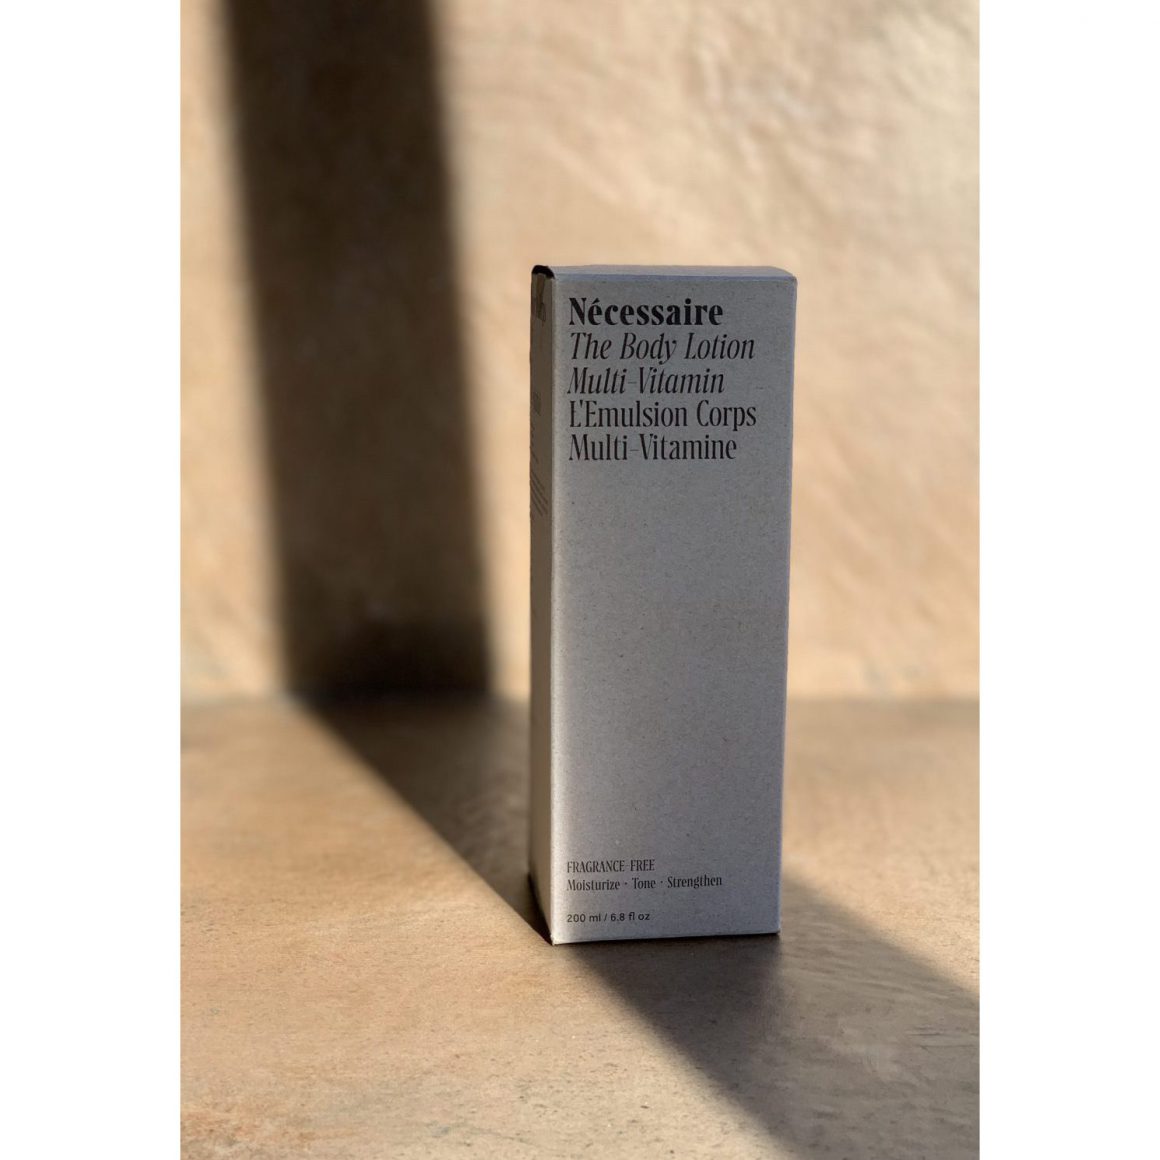 Nécessaire
The Body Lotion
Multi-Vitamin
L'Emulsion Corps
Multi-Vitamine
FRAGRANCE-FREE
Moisturize · Tone · Strengthen
200 ml / 6.8 fl oz